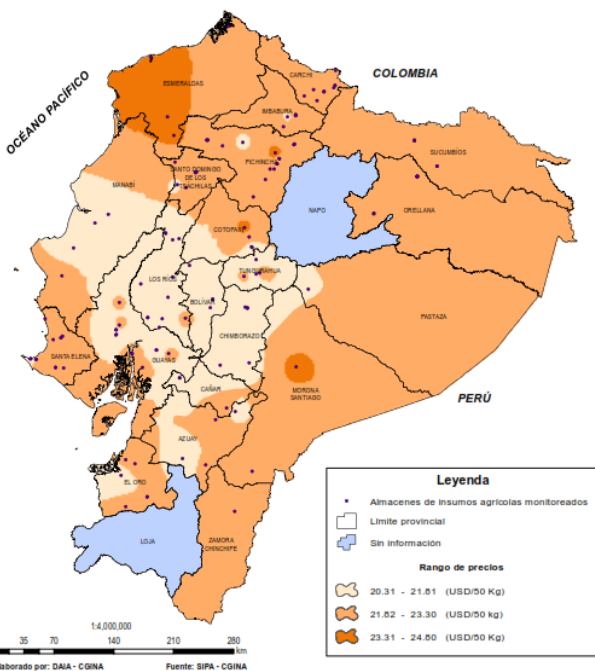 OCÉANO PACÍFICO
COLOMBIA
ESMERALDAS
CARCHI
IMBABURA
SUCUMBÍOS
PICHINCHA
SANTO DOMINGO
DE LOS
TSÁCHILAS
MANABÍ
NAPO
ORELLANA
COTOPAXI
TUNGURAHUA
LOS RÍOS
BOLÍVAR
PASTAZA
CHIMBORAZO
SANTA ELENA
GUAYAS
MORONA
SANTIAGO
CAÑAR
PERÚ
AZUAY
EL ORO
LOJA
ZAMORA
CHINCHIPE
Leyenda
Almacenes de insumos agrícolas monitoreados
Límite provincial
Sin información
Rango de precios
20.31 - 21.81 (USD/50 Kg)
21.82 - 23.30 (USD/50 kg)
23.31 - 24.80 (USD/50 Kg)
1:4,000,000
35 70 140 210 280
km
laborado por: DAIA - CGINA Fuente: SIPA - CGINA